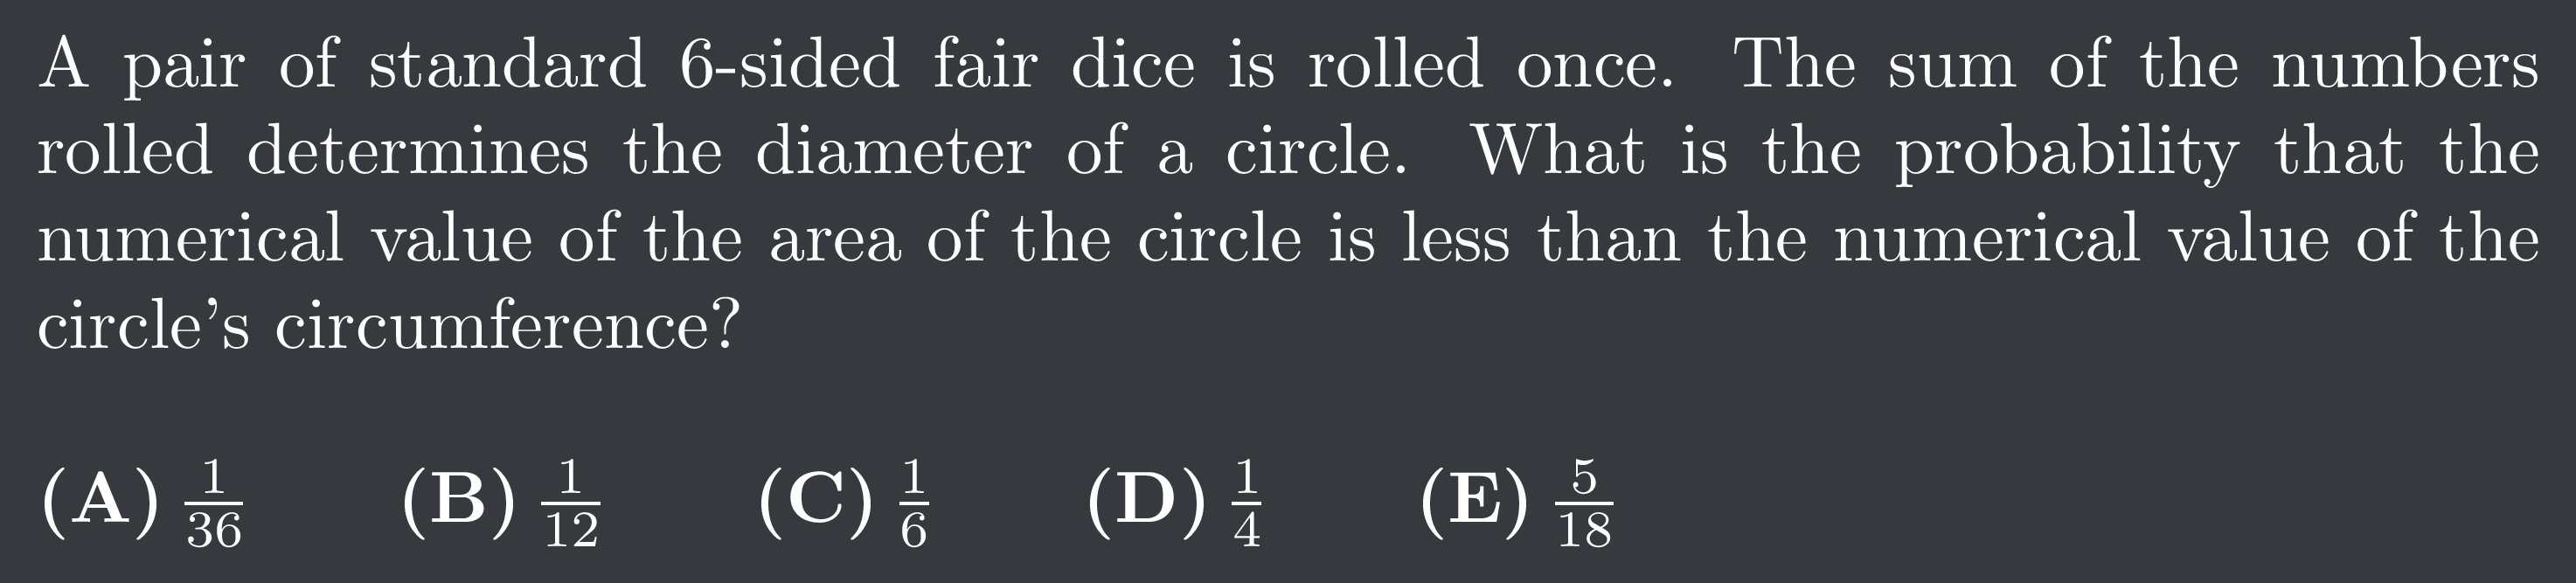 A pair of standard 6-sided fair dice is rolled once. The sum of the numbers
rolled determines the diameter of a circle. What is the probability that the
numerical value of the area of the circle is less than the numerical value of the
circle's circumference?
(A) 1/36 (B) 1/12 (C) 1/6 (D) 1/4 (E) 5/18